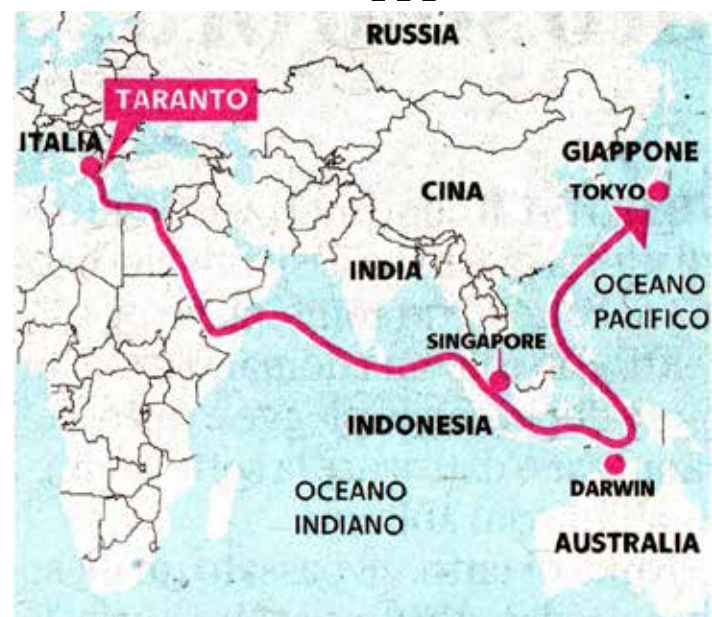 RUSSIA
TARANTO
ITALIA
GIAPPONE
CINA
TOKYO
INDIA
OCEANO
PACIFICO
SINGAPORE
INDONESIA
DARWIN
OCEANO
INDIANO
AUSTRALIA